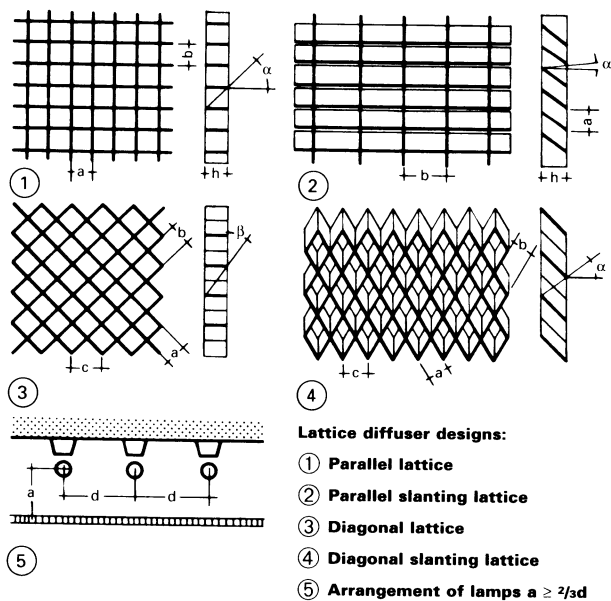 b
a
α
h
①
α
a
b
h
②
b
a
c
β
③
b
a
c
α
④
a
d
d
⑤
Lattice diffuser designs:
① Parallel lattice
② Parallel slanting lattice
③ Diagonal lattice
④ Diagonal slanting lattice
⑤ Arrangement of lamps a ≥ 2/3d